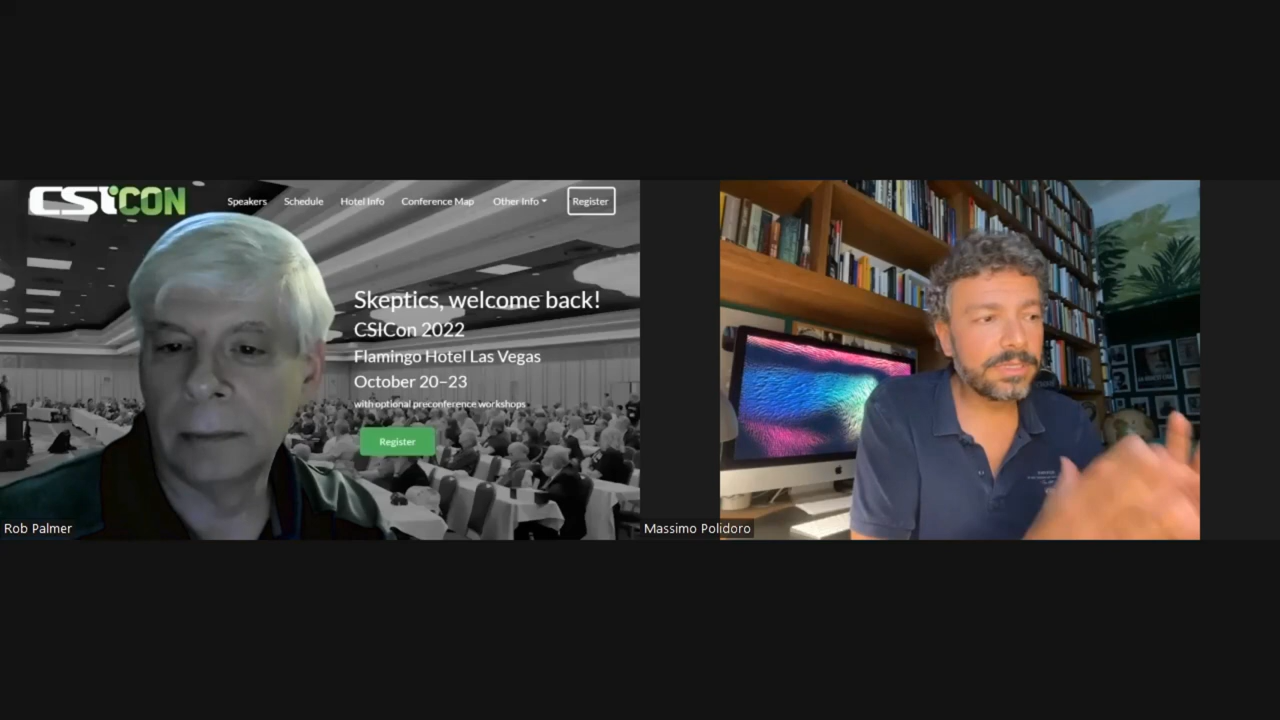 CSICON
Speakers Schedule Hotel Info Conference Map Other Info Register
Skeptics, welcome back!
CSICon 2022
Flamingo Hotel Las Vegas
October 20–23
with optional preconference workshops
Register
Rob Palmer
Massimo Polidoro